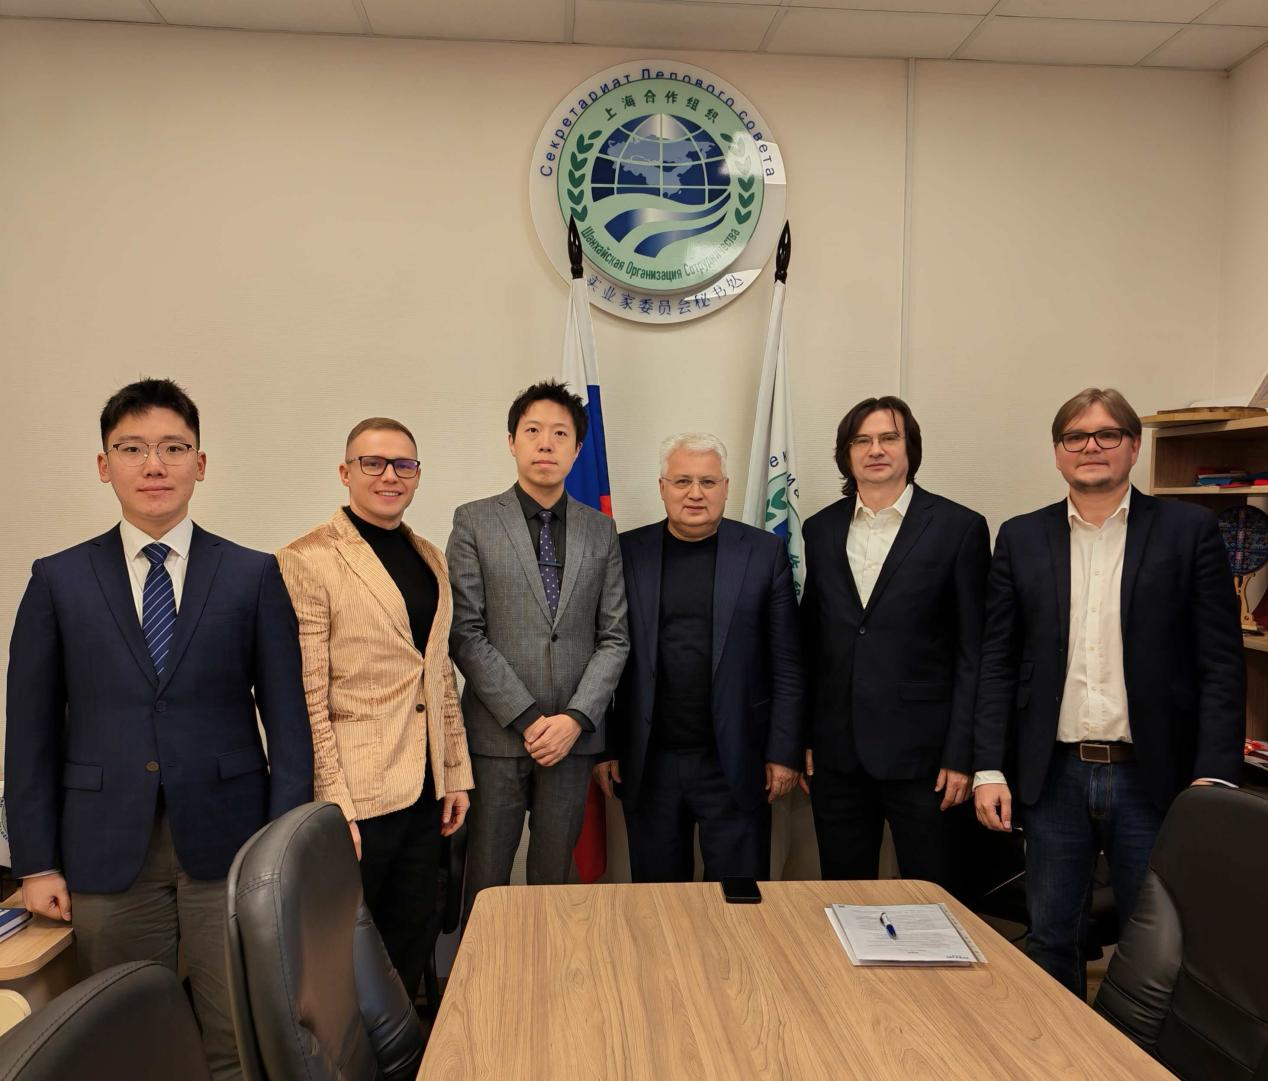 Секретариат Делового совета
上海合作组织
Шанхайская Организация Сотрудничества
实业家委员会秘书处